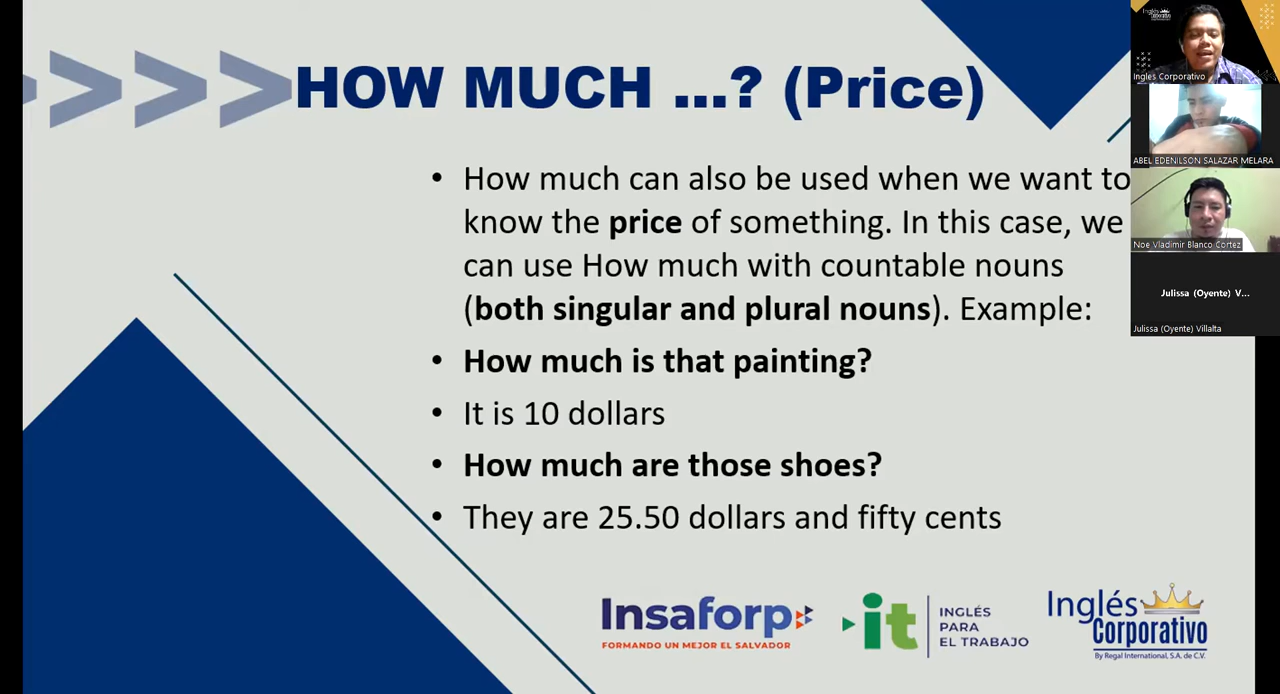 HOW MUCH ...? (Price)
• How much can also be used when we want to
know the price of something. In this case, we
can use How much with countable nouns
(both singular and plural nouns). Example:
• How much is that painting?
• It is 10 dollars
• How much are those shoes?
• They are 25.50 dollars and fifty cents
Insaforp
FORMANDO UN MEJOR EL SALVADOR
it
INGLÉS
PARA
EL TRABAJO
Inglés
Corporativo
By Regal International, S.A. de C.V.
Inglés
Corporativo
Ingles Corporativo
ABEL EDENILSON SALAZAR MELARA
Noe Vladimir Blanco Cortez
Julissa (Oyente) V...
Julissa (Oyente) Villalta